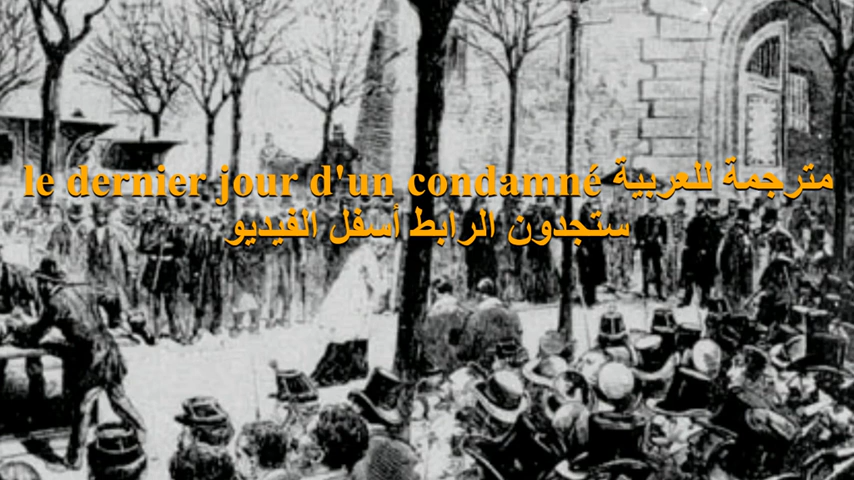 le dernier jour d'un condamné مترجمة للعربية
ستجدون الرابط أسفل الفيديو